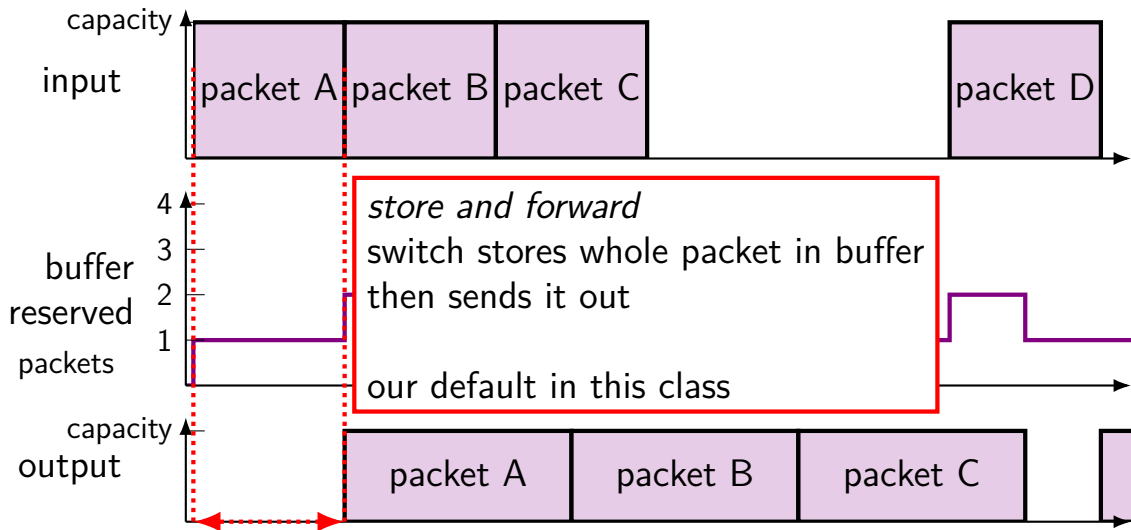 capacity
input
packet A
packet B
packet C
packet D
4
3
2
1
buffer
reserved
packets
store and forward
switch stores whole packet in buffer
then sends it out
our default in this class
capacity
output
packet A
packet B
packet C